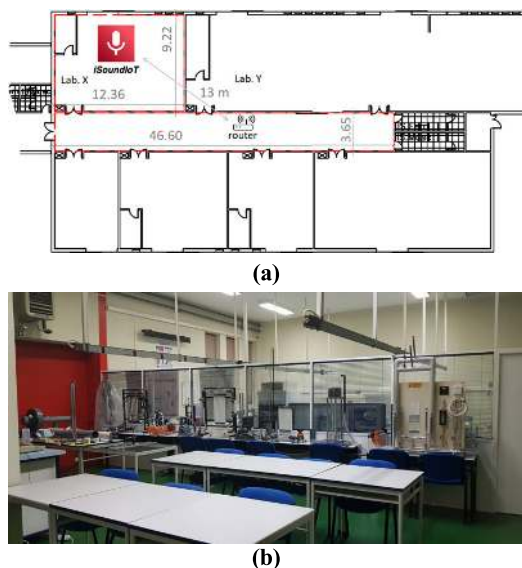 9.22
iSoundIoT
Lab. X
Lab. Y
12.36
13 m
46.60
router
3.65
(a)
(b)